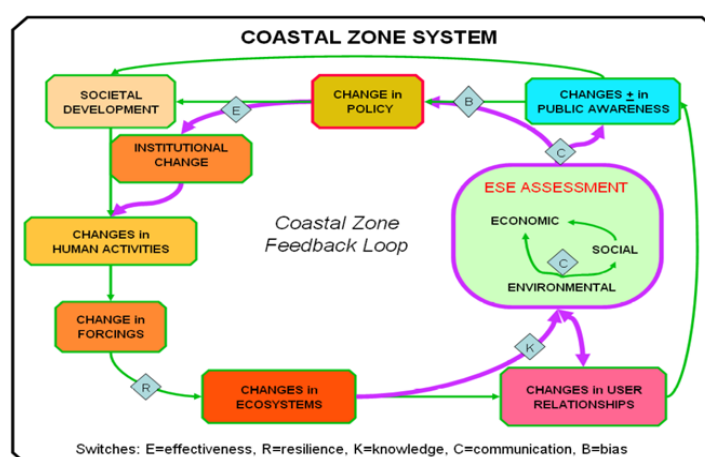 COASTAL ZONE SYSTEM
SOCIETAL
DEVELOPMENT
E
CHANGE in
POLICY
B
CHANGES ± in
PUBLIC AWARENESS
INSTITUTIONAL
CHANGE
C
ESE ASSESSMENT
ECONOMIC
SOCIAL
C
ENVIRONMENTAL
Coastal Zone
Feedback Loop
CHANGES in
HUMAN ACTIVITIES
CHANGE in
FORCINGS
R
K
CHANGES in
ECOSYSTEMS
CHANGES in USER
RELATIONSHIPS
Switches: E=effectiveness, R=resilience, K=knowledge, C=communication, B=bias